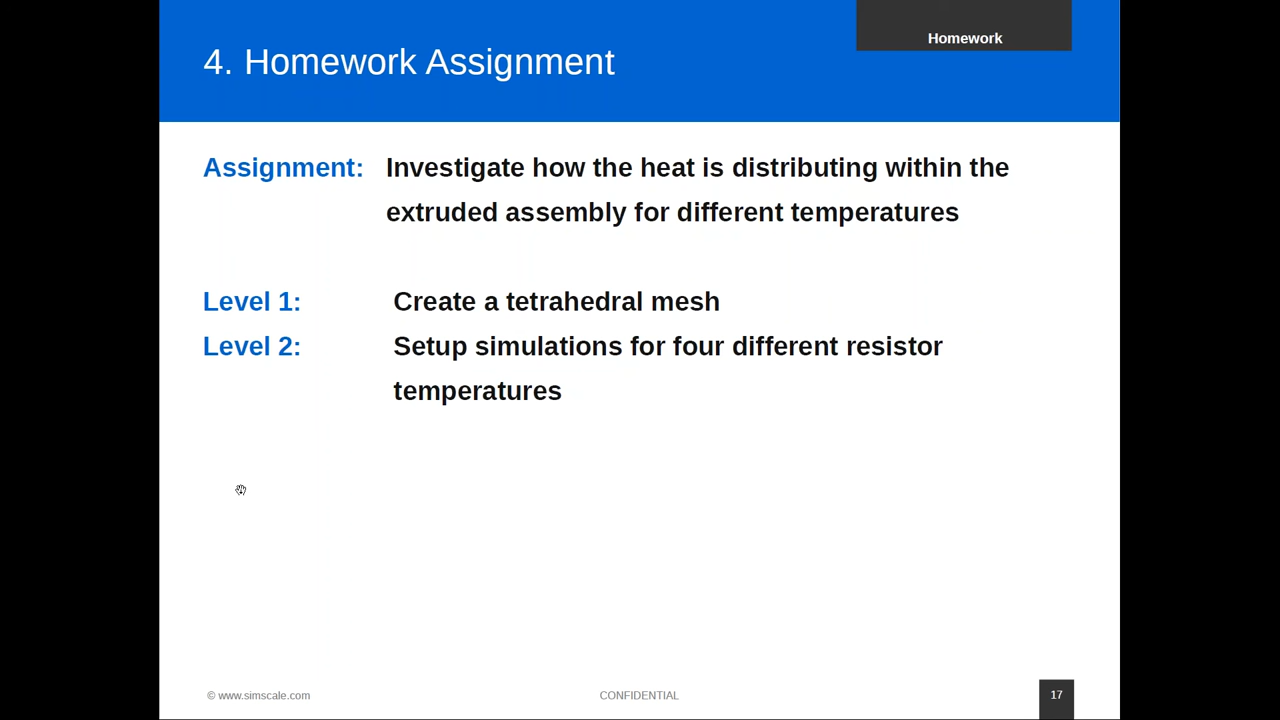 Homework
4. Homework Assignment
Assignment: Investigate how the heat is distributing within the
extruded assembly for different temperatures
Level 1: Create a tetrahedral mesh
Level 2: Setup simulations for four different resistor
temperatures
© www.simscale.com CONFIDENTIAL 17